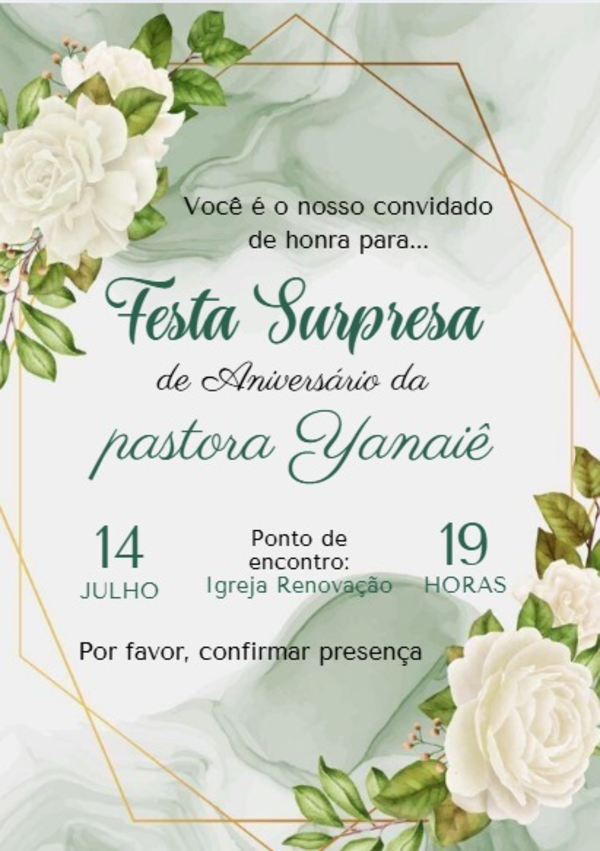 Você é o nosso convidado
de honra para...
Festa Surpresa
de Aniversário da
pastora Yanaiê
14
JULHO
Ponto de
encontro:
Igreja Renovação
19
HORAS
Por favor, confirmar presença